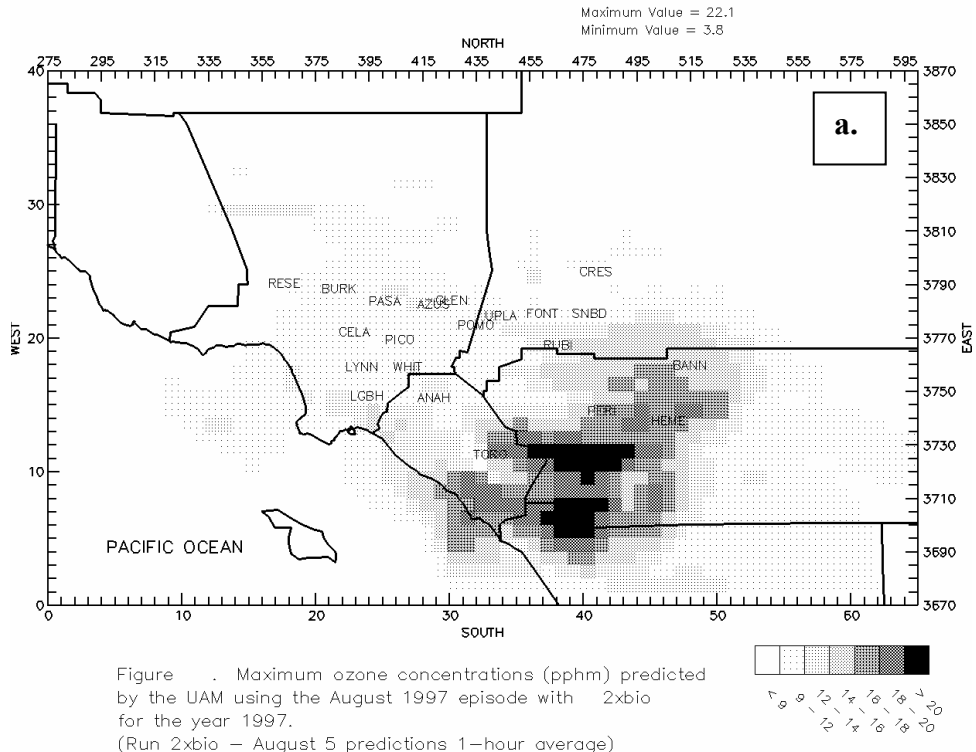 Maximum Value = 22.1
Minimum Value = 3.8
NORTH
275 295 315 335 355 375 395 415 435 455 475 495 515 535 555 575 595
40 3870
a.
3850
30 3830
3810
CRES
RESE BURK 3790
PASA AZUS GLEN
UPLA FONT SNBD
POMO
WEST 20 CELA PICO RUBI 3770 EAST
LYNN WHIT BANN
LGBH ANAH 3750
PERI HEME
TORO 3730
10 3710
PACIFIC OCEAN 3690
0 3670
0 10 20 30 40 50 60
SOUTH
Figure . Maximum ozone concentrations (pphm) predicted
by the UAM using the August 1997 episode with 2xbio
for the year 1997.
(Run 2xbio – August 5 predictions 1-hour average)
< 9
9 - 12
12 - 14
14 - 16
16 - 18
18 - 20
> 20